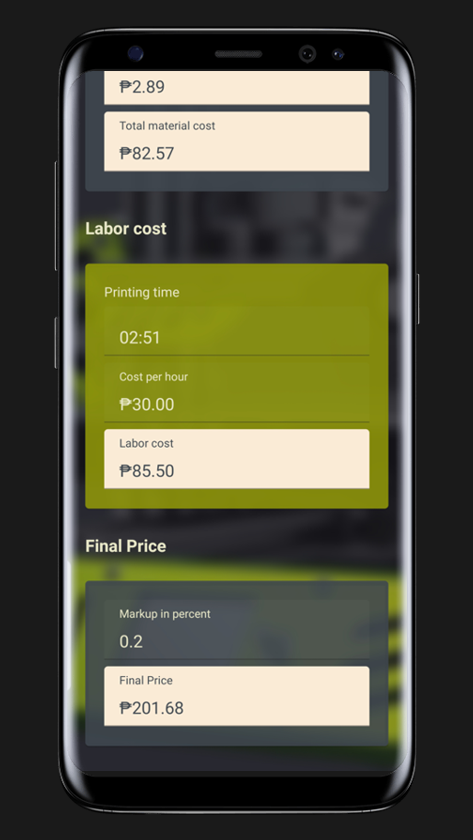 ₱2.89
Total material cost
₱82.57
Labor cost
Printing time
02:51
Cost per hour
₱30.00
Labor cost
₱85.50
Final Price
Markup in percent
0.2
Final Price
₱201.68